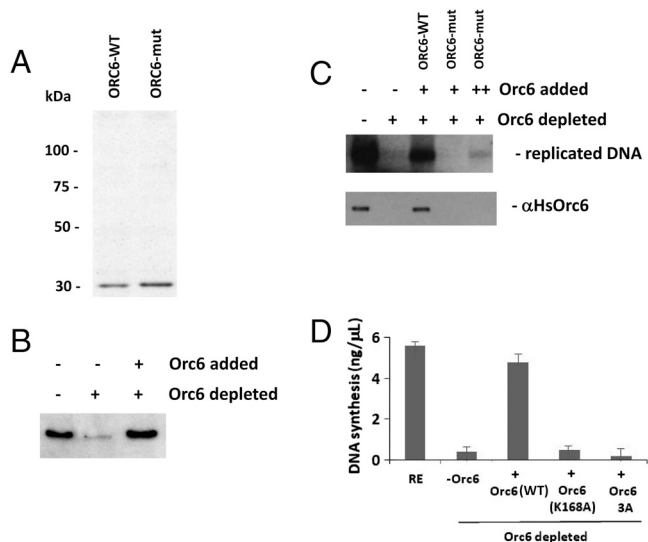 A
ORC6-WT
ORC6-mut
kDa
100 -
75 -
50 -
30 -
B
- - + Orc6 added
- + + Orc6 depleted
C
ORC6-WT
ORC6-mut
ORC6-mut
- - + + ++ Orc6 added
- + + + + Orc6 depleted
- replicated DNA
- αHsOrc6
D
DNA synthesis (ng/μL)
6
4
2
0
RE -Orc6 + + +
Orc6(WT) Orc6 Orc6
(K168A) 3A
Orc6 depleted